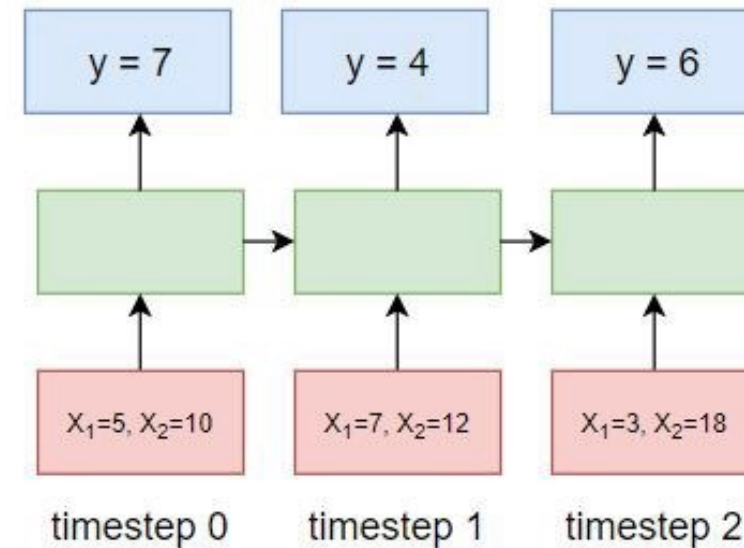 y = 7
y = 4
y = 6
X₁=5, X₂=10
X₁=7, X₂=12
X₁=3, X₂=18
timestep 0
timestep 1
timestep 2